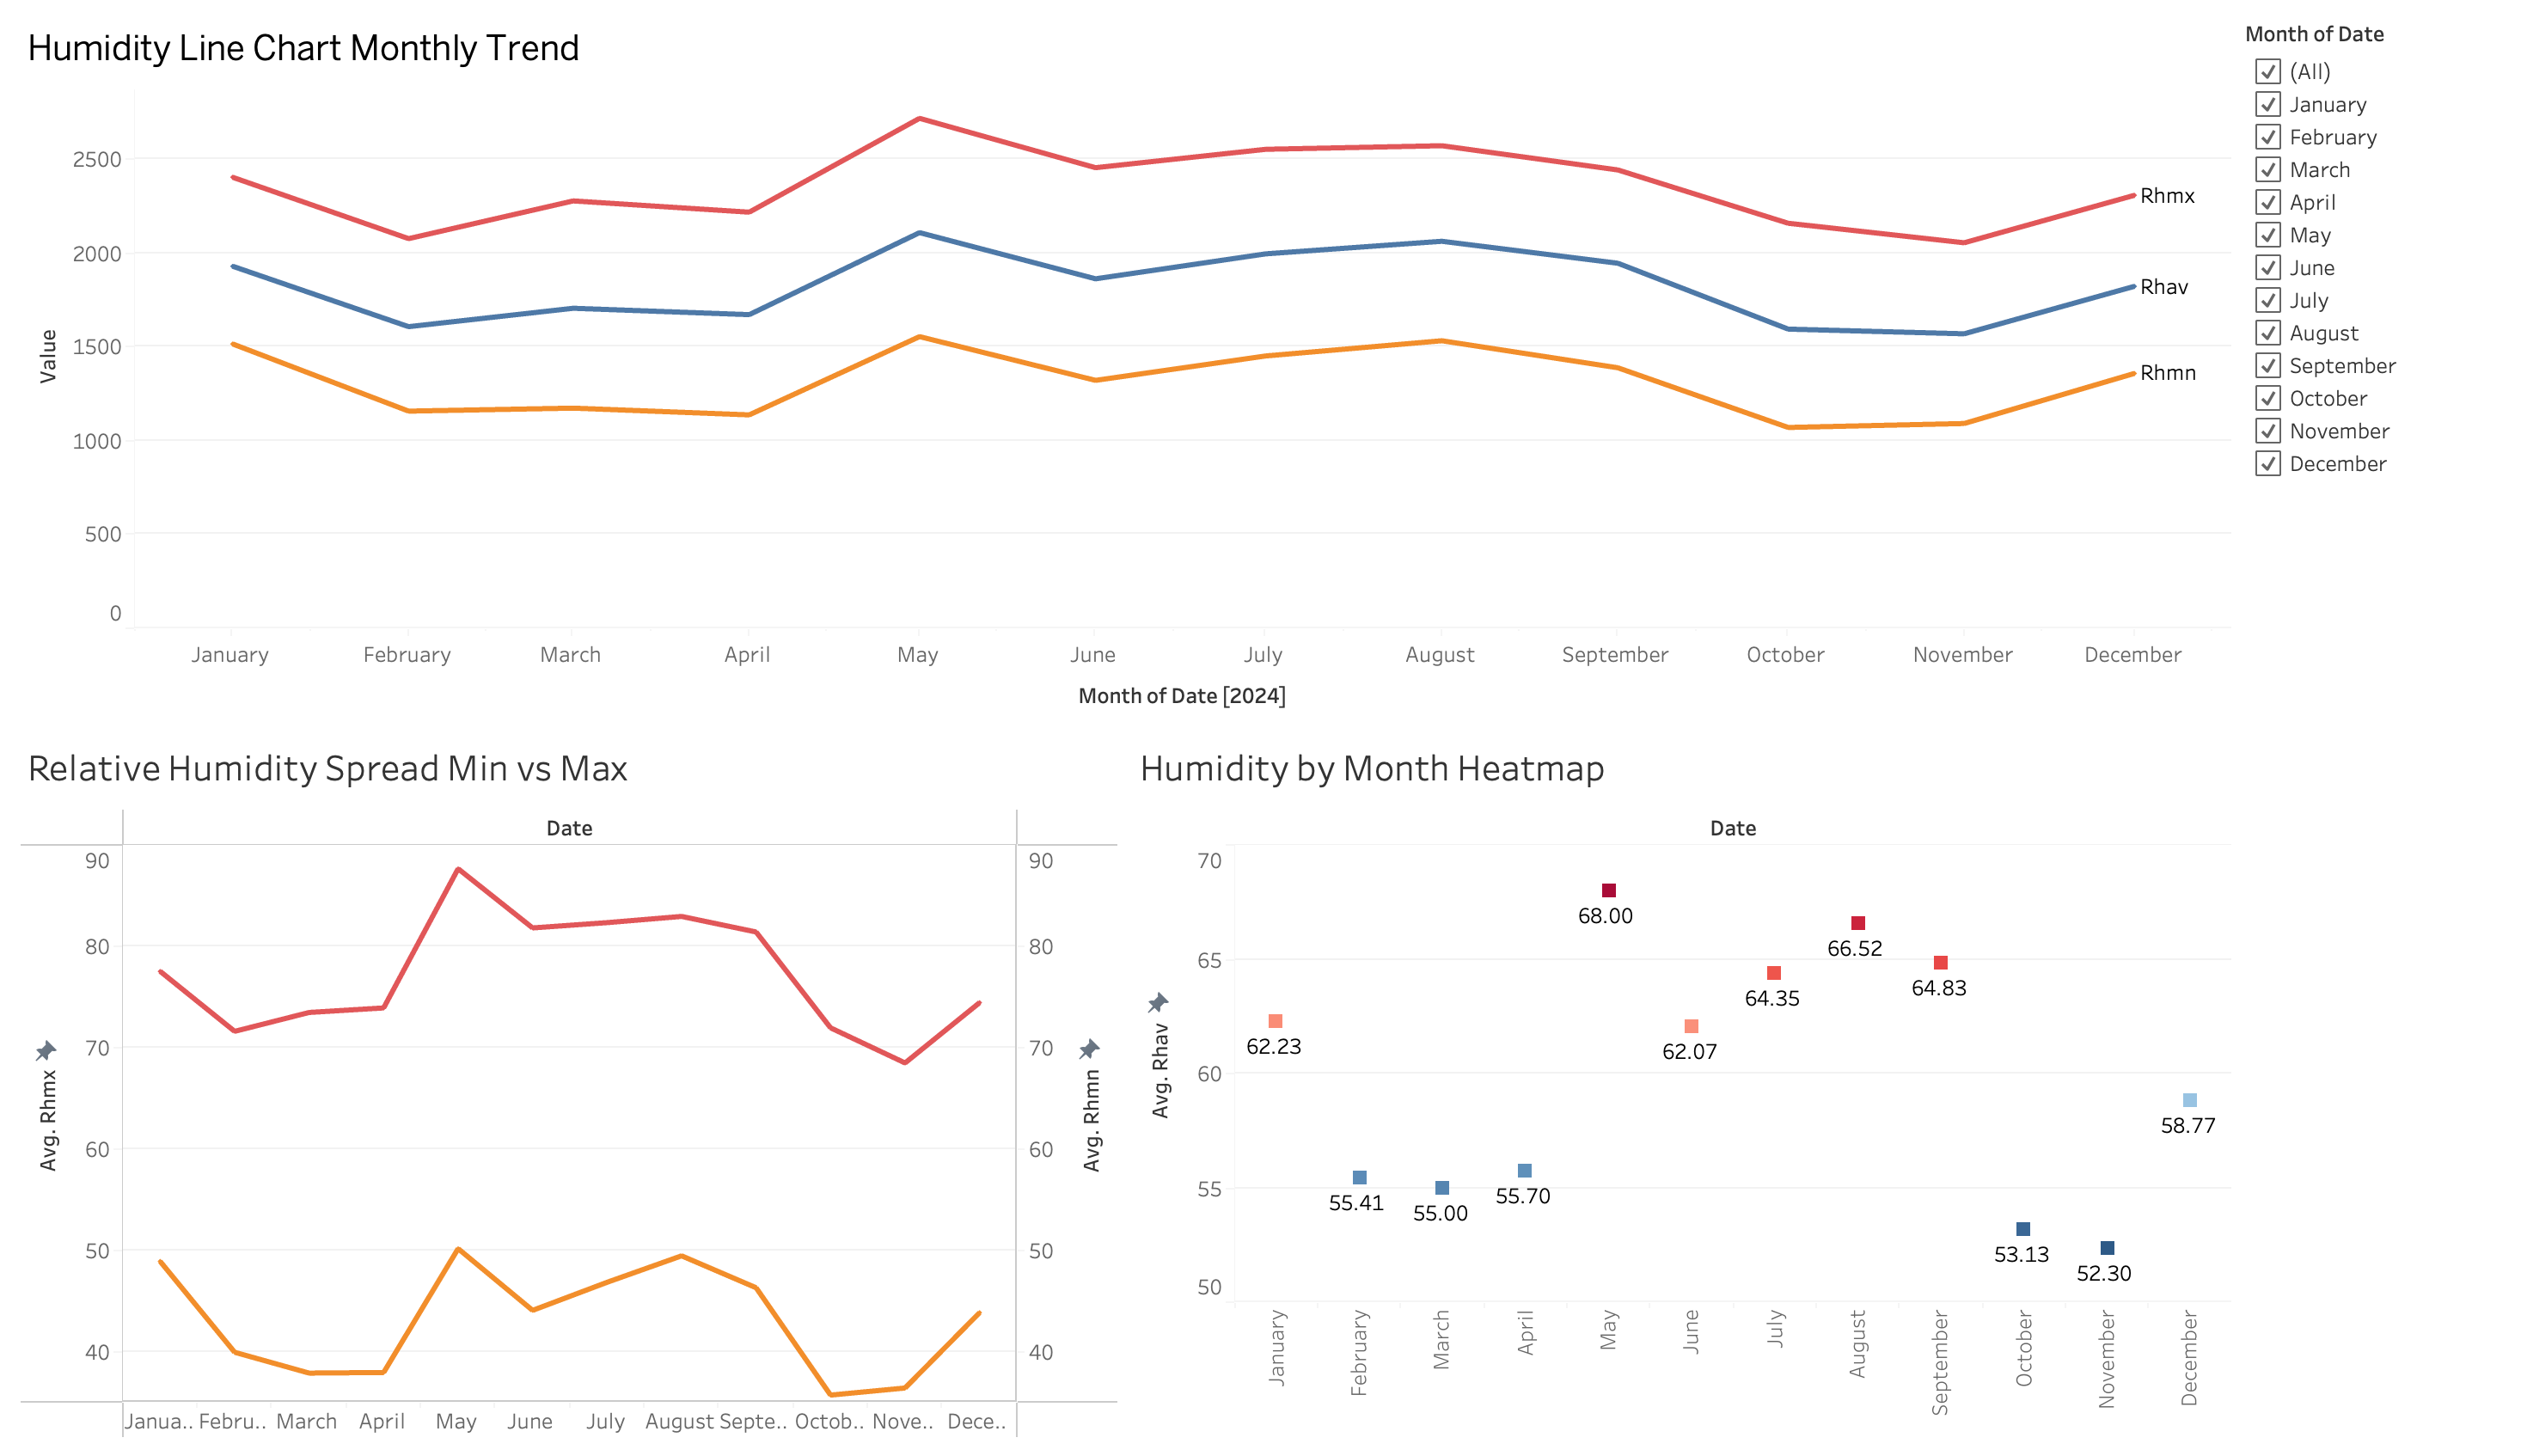 Humidity Line Chart Monthly Trend
Value
2500
2000
1500
1000
500
0
Rhmx
Rhav
Rhmn
January February March April May June July August September October November December
Month of Date [2024]
Month of Date
(All)
January
February
March
April
May
June
July
August
September
October
November
December
Relative Humidity Spread Min vs Max
Date
Avg. Rhmx
90
80
70
60
50
40
90
80
70
60
50
40
Avg. Rhmn
Janua.. Febru.. March April May June July August Septe.. Octob.. Nove.. Dece..
Humidity by Month Heatmap
Date
Avg. Rhav
70
65
60
55
50
62.23
55.41
55.00
55.70
68.00
62.07
64.35
66.52
64.83
53.13
52.30
58.77
January
February
March
April
May
June
July
August
September
October
November
December